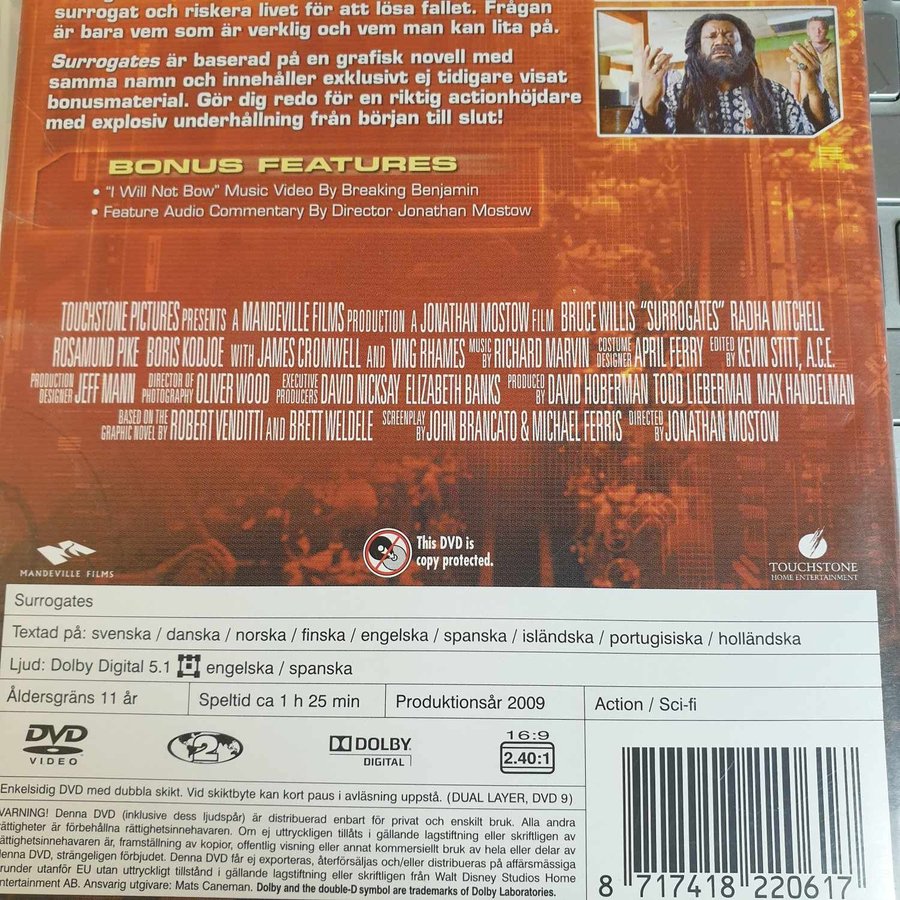 surrogat och riskera livet för att lösa fallet. Frågan
är bara vem som är verklig och vem man kan lita på.
Surrogates är baserad på en grafisk novell med
samma namn och innehåller exklusivt ej tidigare visat
bonusmaterial. Gör dig redo för en riktig actionhöjdare
med explosiv underhållning från början till slut!
BONUS FEATURES
• "I Will Not Bow" Music Video By Breaking Benjamin
• Feature Audio Commentary By Director Jonathan Mostow
TOUCHSTONE PICTURES PRESENTS A MANDEVILLE FILMS PRODUCTION A JONATHAN MOSTOW FILM BRUCE WILLIS "SURROGATES" RADHA MITCHELL
ROSAMUND PIKE BORIS KODJOE WITH JAMES CROMWELL AND VING RHAMES MUSIC BY RICHARD MARVIN COSTUME DESIGNER APRIL FERRY EDITED BY KEVIN STITT, A.C.E.
PRODUCTION DESIGNER JEFF MANN DIRECTOR OF PHOTOGRAPHY OLIVER WOOD EXECUTIVE PRODUCERS DAVID NICKSAY ELIZABETH BANKS PRODUCED BY DAVID HOBERMAN TODD LIEBERMAN MAX HANDELMAN
BASED ON THE GRAPHIC NOVEL BY ROBERT VENDITTI AND BRETT WELDELE SCREENPLAY BY JOHN BRANCATO & MICHAEL FERRIS DIRECTED BY JONATHAN MOSTOW
MANDEVILLE FILMS
This DVD is
copy protected.
TOUCHSTONE
HOME ENTERTAINMENT
Surrogates
Textad på: svenska / danska / norska / finska / engelska / spanska / isländska / portugisiska / holländska
Ljud: Dolby Digital 5.1 engelska / spanska
Åldersgräns 11 år
Speltid ca 1 h 25 min
Produktionsår 2009
Action / Sci-fi
DVD
VIDEO
2
DOLBY
DIGITAL
16:9
2.40:1
Enkelsidig DVD med dubbla skikt. Vid skiktbyte kan kort paus i avläsning uppstå. (DUAL LAYER, DVD 9)
VARNING! Denna DVD (inklusive dess ljudspår) är distribuerad enbart för privat och enskilt bruk. Alla andra
rättigheter är förbehållna rättighetsinnehavaren. Om ej uttryckligen tillåts i gällande lagstiftning eller skriftligen av
rättighetsinnehavaren, är framställning av kopior, offentlig visning eller annat kommersiellt bruk av hela eller delar av
denna DVD, strängeligen förbjudet. Denna DVD får ej exporteras, återförsäljas och/eller distribueras på affärsmässiga
grunder utanför EU utan uttryckligt tillstånd i gällande lagstiftning eller skriftligen från Walt Disney Studios Home
Entertainment AB. Ansvarig utgivare: Mats Caneman. Dolby and the double-D symbol are trademarks of Dolby Laboratories.
8 717418 220617